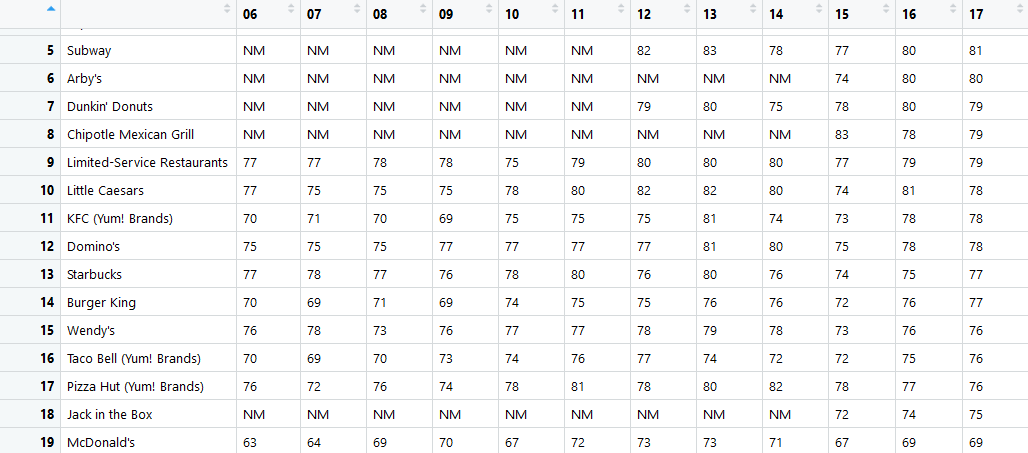 06 07 08 09 10 11 12 13 14 15 16 17
5 Subway NM NM NM NM NM NM 82 83 78 77 80 81
6 Arby's NM NM NM NM NM NM NM NM NM 74 80 80
7 Dunkin' Donuts NM NM NM NM NM NM 79 80 75 78 80 79
8 Chipotle Mexican Grill NM NM NM NM NM NM NM NM NM 83 78 79
9 Limited-Service Restaurants 77 77 78 78 75 79 80 80 80 77 79 79
10 Little Caesars 77 75 75 75 78 80 82 82 80 74 81 78
11 KFC (Yum! Brands) 70 71 70 69 75 75 75 81 74 73 78 78
12 Domino's 75 75 75 77 77 77 77 81 80 75 78 78
13 Starbucks 77 78 77 76 78 80 76 80 76 74 75 77
14 Burger King 70 69 71 69 74 75 75 76 76 72 76 77
15 Wendy's 76 78 73 76 77 77 78 79 78 73 76 76
16 Taco Bell (Yum! Brands) 70 69 70 73 74 76 77 74 72 72 75 76
17 Pizza Hut (Yum! Brands) 76 72 76 74 78 81 78 80 82 78 77 76
18 Jack in the Box NM NM NM NM NM NM NM NM NM 72 74 75
19 McDonald's 63 64 69 70 67 72 73 73 71 67 69 69